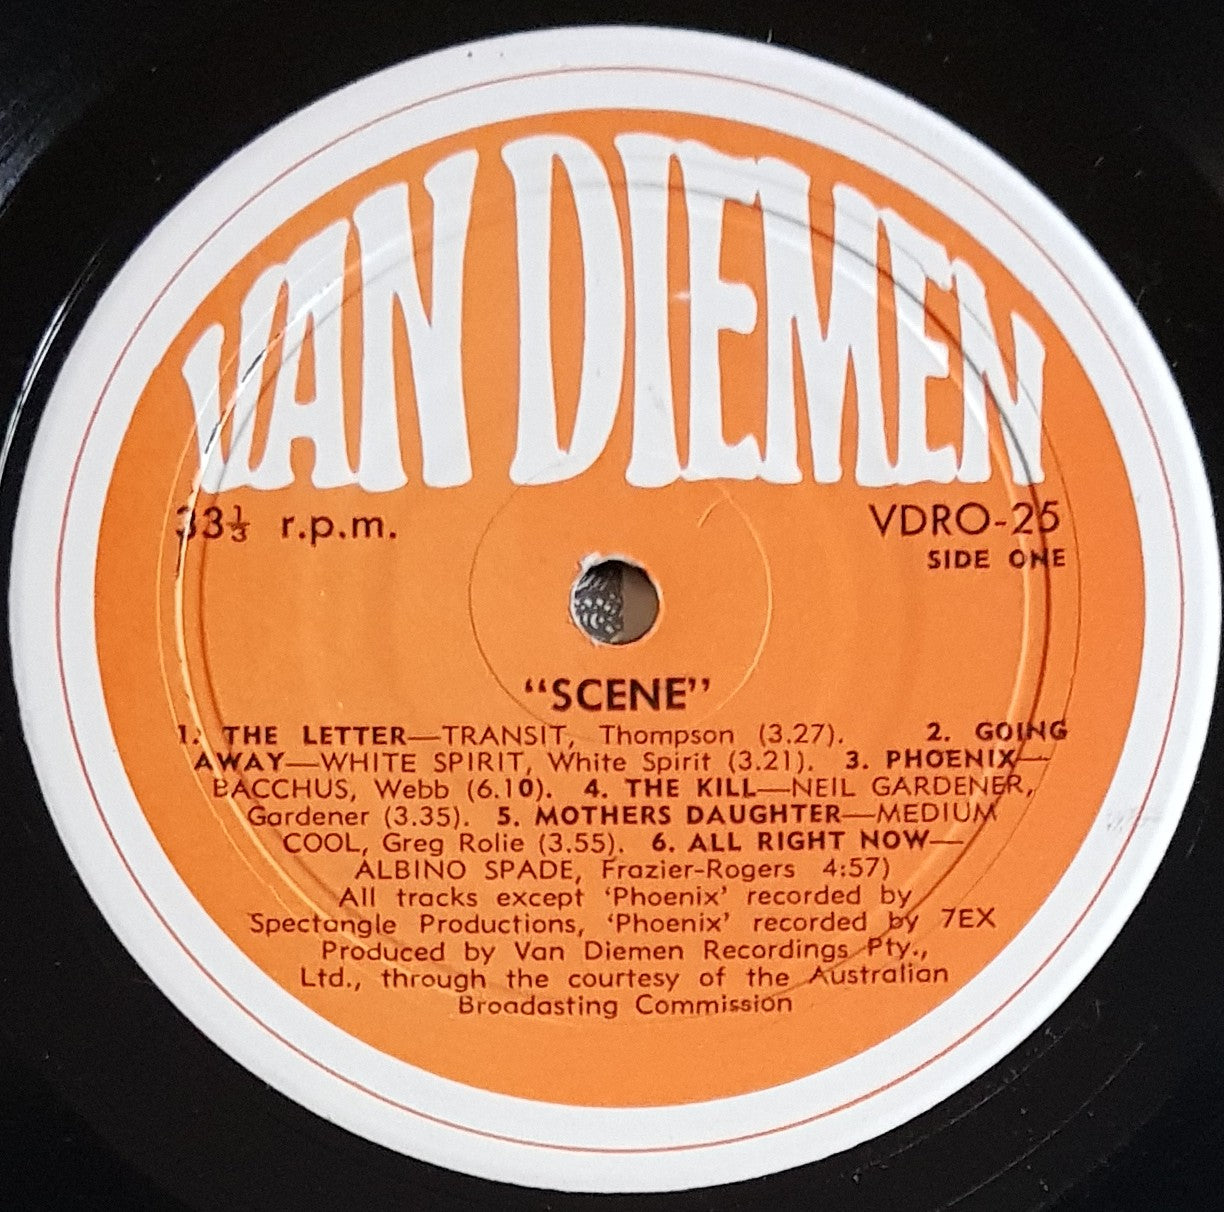 VAN DIEMEN
33⅓ r.p.m.
VDRO-25
SIDE ONE
“SCENE”
1. THE LETTER—TRANSIT, Thompson (3.27). 2. GOING
AWAY—WHITE SPIRIT, White Spirit (3.21). 3. PHOENIX—
BACCHUS, Webb (6.10). 4. THE KILL—NEIL GARDENER,
Gardener (3.35). 5. MOTHERS DAUGHTER—MEDIUM
COOL, Greg Rolie (3.55). 6. ALL RIGHT NOW—
ALBINO SPADE, Frazier-Rogers 4:57)
All tracks except ‘Phoenix’ recorded by
Spectangle Productions, ‘Phoenix’ recorded by 7EX
Produced by Van Diemen Recordings Pty.,
Ltd., through the courtesy of the Australian
Broadasting Commission